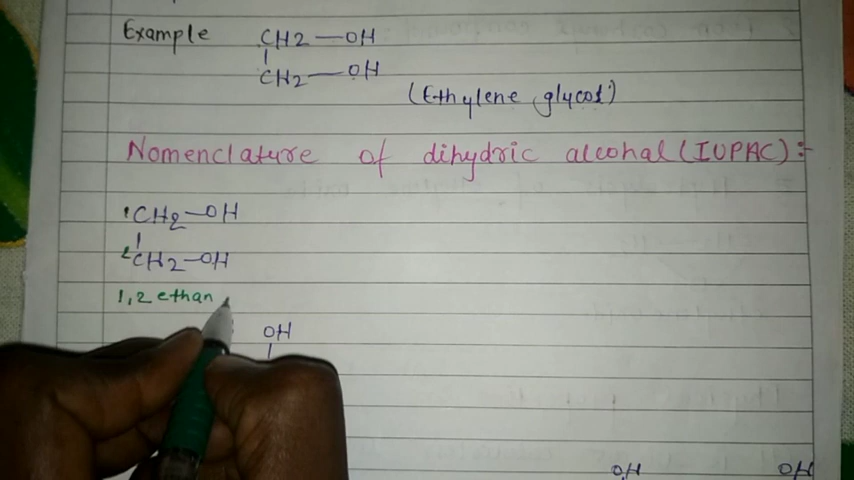 Example CH2—OH
CH2—OH
(Ethylene glycol)
Nomenclature of dihydric alcohal (IUPAC):-
1CH2—OH
2CH2—OH
1,2 ethan
OH
OH OH